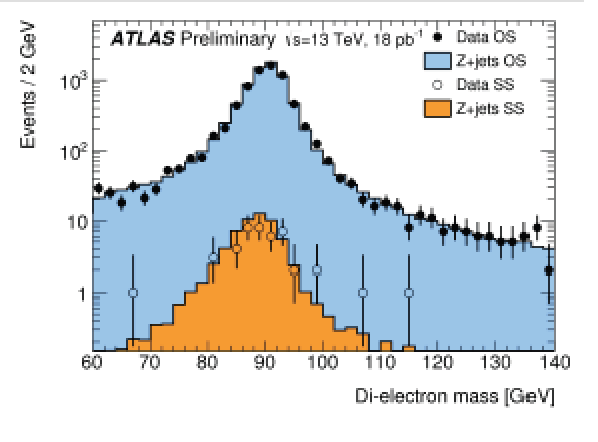 ATLAS Preliminary √s=13 TeV, 18 pb⁻¹
Data OS
Z+jets OS
Data SS
Z+jets SS
Events / 2 GeV
10³
10²
10
1
60 70 80 90 100 110 120 130 140
Di-electron mass [GeV]